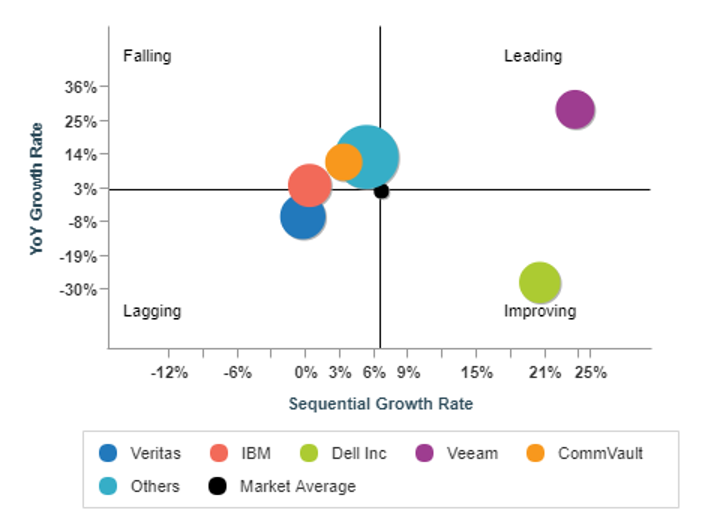 Falling Leading
36%
25%
14%
3%
-8%
-19%
-30%
YoY Growth Rate
Lagging Improving
-12% -6% 0% 3% 6% 9% 15% 21% 25%
Sequential Growth Rate
Veritas IBM Dell Inc Veeam CommVault
Others Market Average